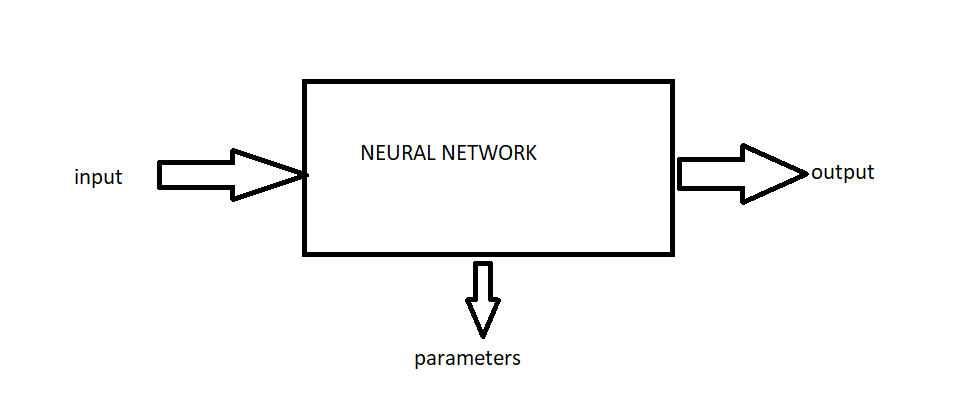 NEURAL NETWORK
input
output
parameters